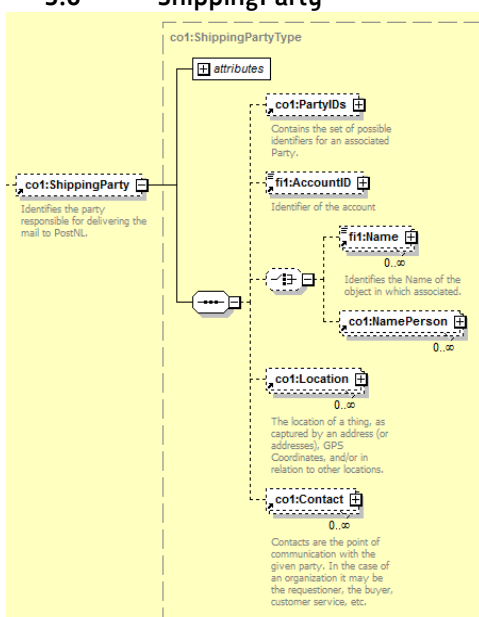 ShippingParty
co1:ShippingPartyType
attributes
co1:PartyIDs
Contains the set of possible
identifiers for an associated
Party.
co1:ShippingParty
Identifies the party
responsible for delivering the
mail to PostNL.
fi1:AccountID
Identifier of the account
fi1:Name
0..∞
Identifies the Name of the
object in which associated.
co1:NamePerson
0..∞
co1:Location
0..∞
The location of a thing, as
captured by an address (or
addresses), GPS
Coordinates, and/or in
relation to other locations.
co1:Contact
0..∞
Contacts are the point of
communication with the
given party. In the case of
an organization it may be
the requestioner, the buyer,
customer service, etc.